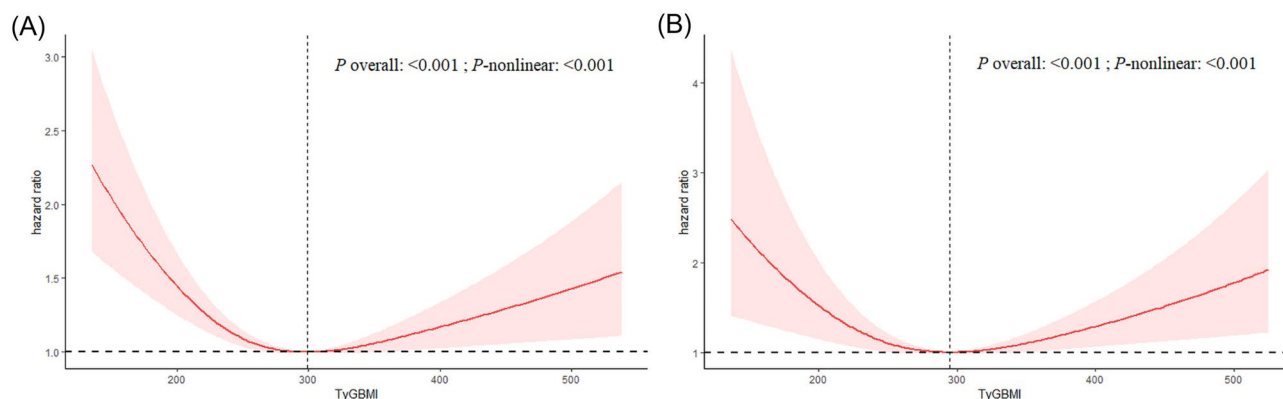 (A)
P overall: <0.001 ; P-nonlinear: <0.001
hazard ratio
3.0
2.5
2.0
1.5
1.0
200
300
400
500
TyGBMI
(B)
P overall: <0.001 ; P-nonlinear: <0.001
hazard ratio
4
3
2
1
200
300
400
500
TyGBMI